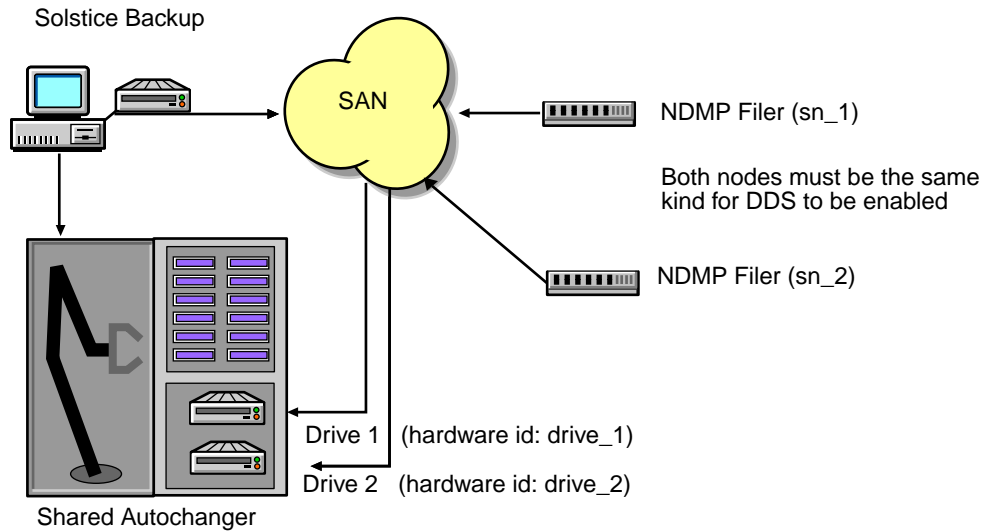 Solstice Backup
SAN
NDMP Filer (sn_1)
Both nodes must be the same
kind for DDS to be enabled
NDMP Filer (sn_2)
Drive 1 (hardware id: drive_1)
Drive 2 (hardware id: drive_2)
Shared Autochanger